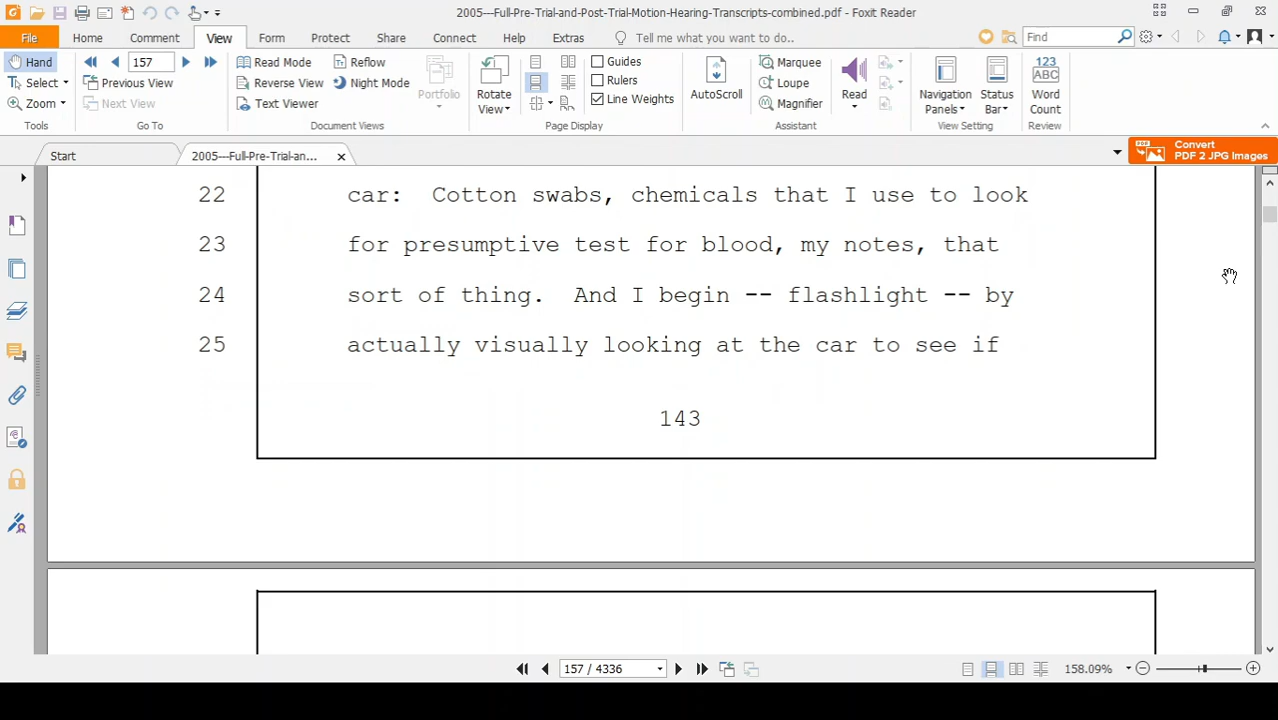 2005---Full-Pre-Trial-and-Post-Trial-Motion-Hearing-Transcripts-combined.pdf - Foxit Reader
File Home Comment View Form Protect Share Connect Help Extras Tell me what you want to do.. Find
Hand 157 Read Mode Reflow Guides Marquee
Select Previous View Reverse View Night Mode Portfolio Rotate View Rulers AutoScroll Loupe Read Navigation Panels Status Bar 123 ABC Word Count
Zoom Next View Text Viewer Line Weights Magnifier
Tools Go To Document Views Page Display Assistant View Setting Review
Start 2005---Full-Pre-Trial-an... Convert
PDF 2 JPG Images
22 car: Cotton swabs, chemicals that I use to look
23 for presumptive test for blood, my notes, that
24 sort of thing. And I begin -- flashlight -- by
25 actually visually looking at the car to see if
143
157 / 4336 158.09%